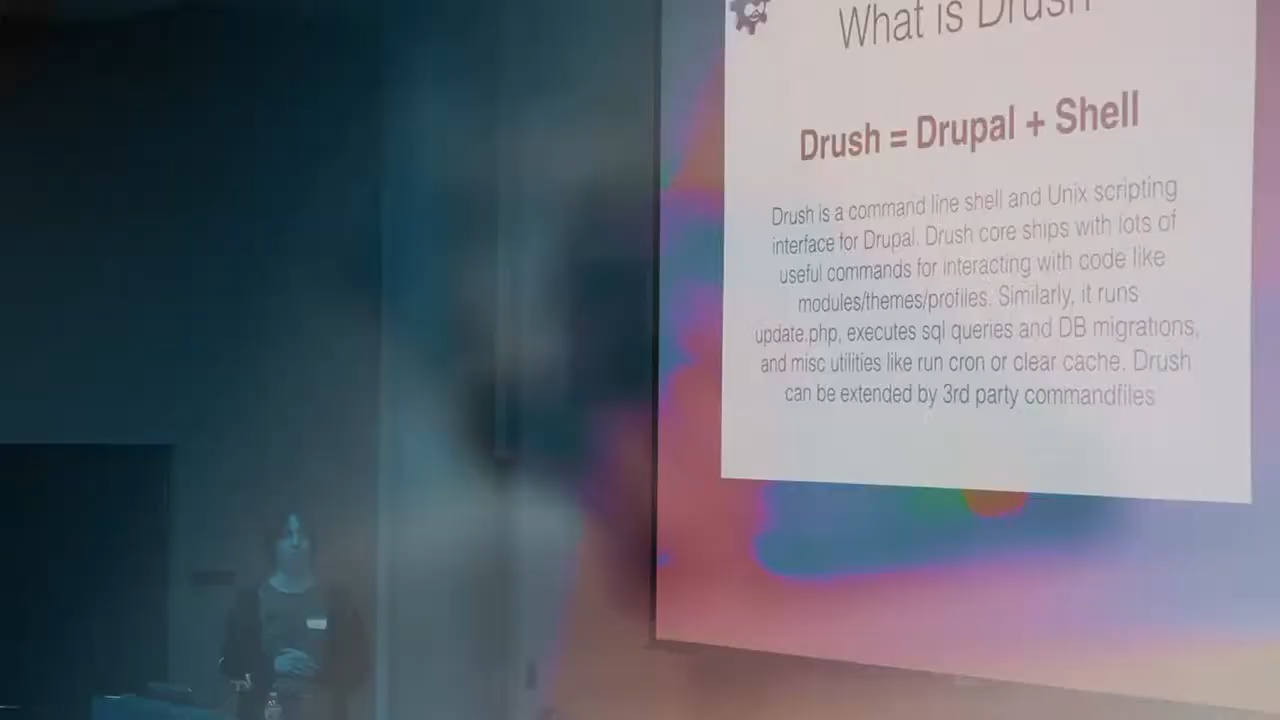 What is Drush
Drush = Drupal + Shell
Drush is a command line shell and Unix scripting
interface for Drupal. Drush core ships with lots of
useful commands for interacting with code like
modules/themes/profiles. Similarly, it runs
update.php, executes sql queries and DB migrations,
and misc utilities like run cron or clear cache. Drush
can be extended by 3rd party commandfiles